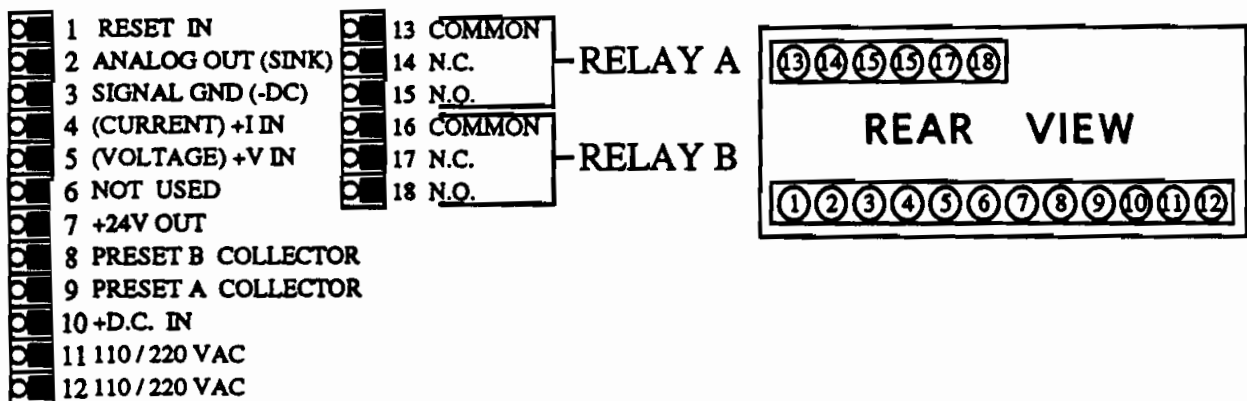 1 RESET IN
2 ANALOG OUT (SINK)
3 SIGNAL GND (-DC)
4 (CURRENT) +I IN
5 (VOLTAGE) +V IN
6 NOT USED
7 +24V OUT
8 PRESET B COLLECTOR
9 PRESET A COLLECTOR
10 +D.C. IN
11 110 / 220 VAC
12 110 / 220 VAC
13 COMMON
14 N.C.
15 N.O.
RELAY A
16 COMMON
17 N.C.
18 N.O.
RELAY B
13 14 15 15 17 18
REAR VIEW
1 2 3 4 5 6 7 8 9 10 11 12